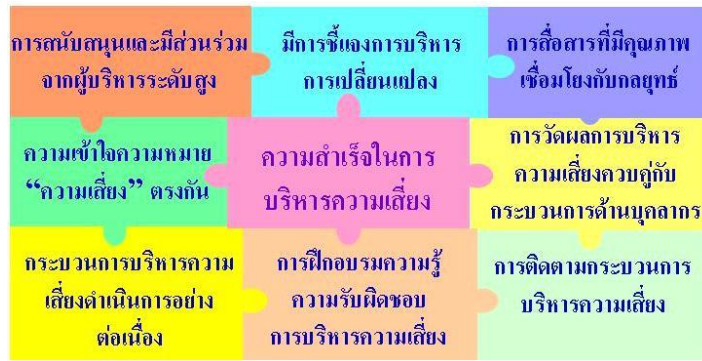 การสนับสนุนและมีส่วนร่วม
จากผู้บริหารระดับสูง
มีการชี้แจงการบริหาร
การเปลี่ยนแปลง
การสื่อสารที่มีคุณภาพ
เชื่อมโยงกับกลยุทธ์
ความเข้าใจความหมาย
“ความเสี่ยง” ตรงกัน
ความสำเร็จในการ
บริหารความเสี่ยง
การวัดผลการบริหาร
ความเสี่ยงควบคู่กับ
กระบวนการด้านบุคลากร
กระบวนการบริหารความ
เสี่ยงดำเนินการอย่าง
ต่อเนื่อง
การฝึกอบรมความรู้
ความรับผิดชอบ
การบริหารความเสี่ยง
การติดตามกระบวนการ
บริหารความเสี่ยง